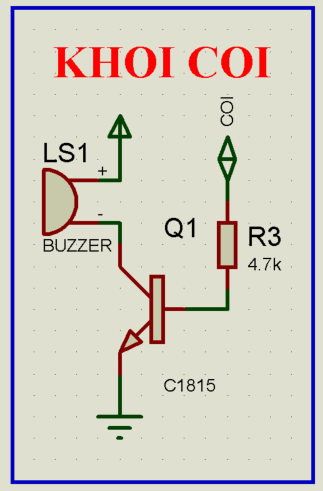 KHOI COI
COI
LS1
+
-
BUZZER
Q1
R3
4.7k
C1815